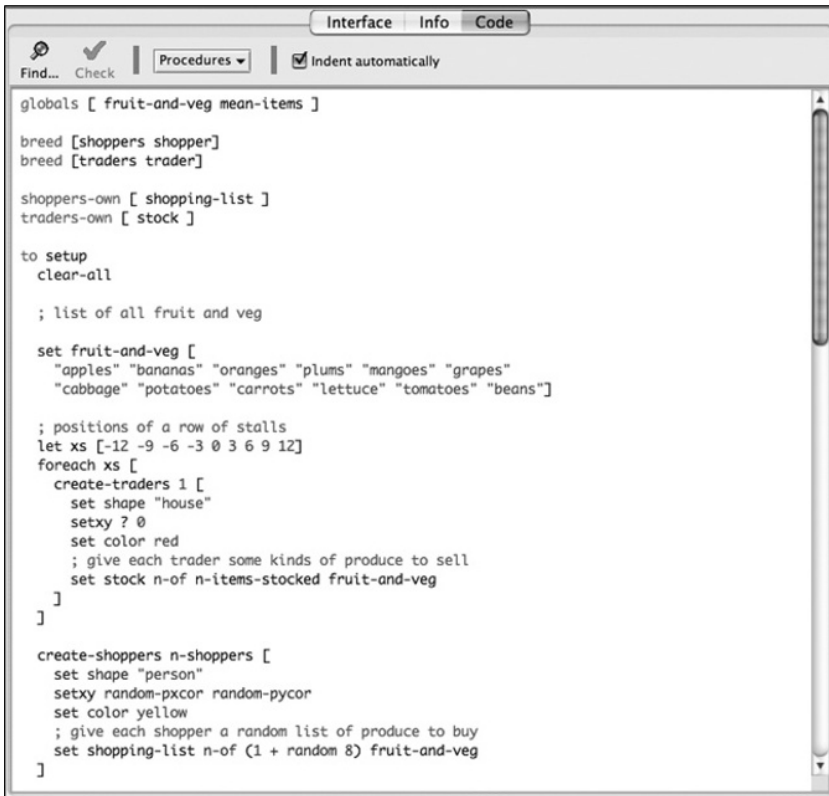 Interface Info Code
Find... Check Procedures Indent automatically
globals [ fruit-and-veg mean-items ]
breed [shoppers shopper]
breed [traders trader]
shoppers-own [ shopping-list ]
traders-own [ stock ]
to setup
clear-all
; list of all fruit and veg
set fruit-and-veg [
"apples" "bananas" "oranges" "plums" "mangoes" "grapes"
"cabbage" "potatoes" "carrots" "lettuce" "tomatoes" "beans"]
; positions of a row of stalls
let xs [-12 -9 -6 -3 0 3 6 9 12]
foreach xs [
create-traders 1 [
set shape "house"
setxy ? 0
set color red
; give each trader some kinds of produce to sell
set stock n-of n-items-stocked fruit-and-veg
]
]
create-shoppers n-shoppers [
set shape "person"
setxy random-pxcor random-pycor
set color yellow
; give each shopper a random list of produce to buy
set shopping-list n-of (1 + random 8) fruit-and-veg
]